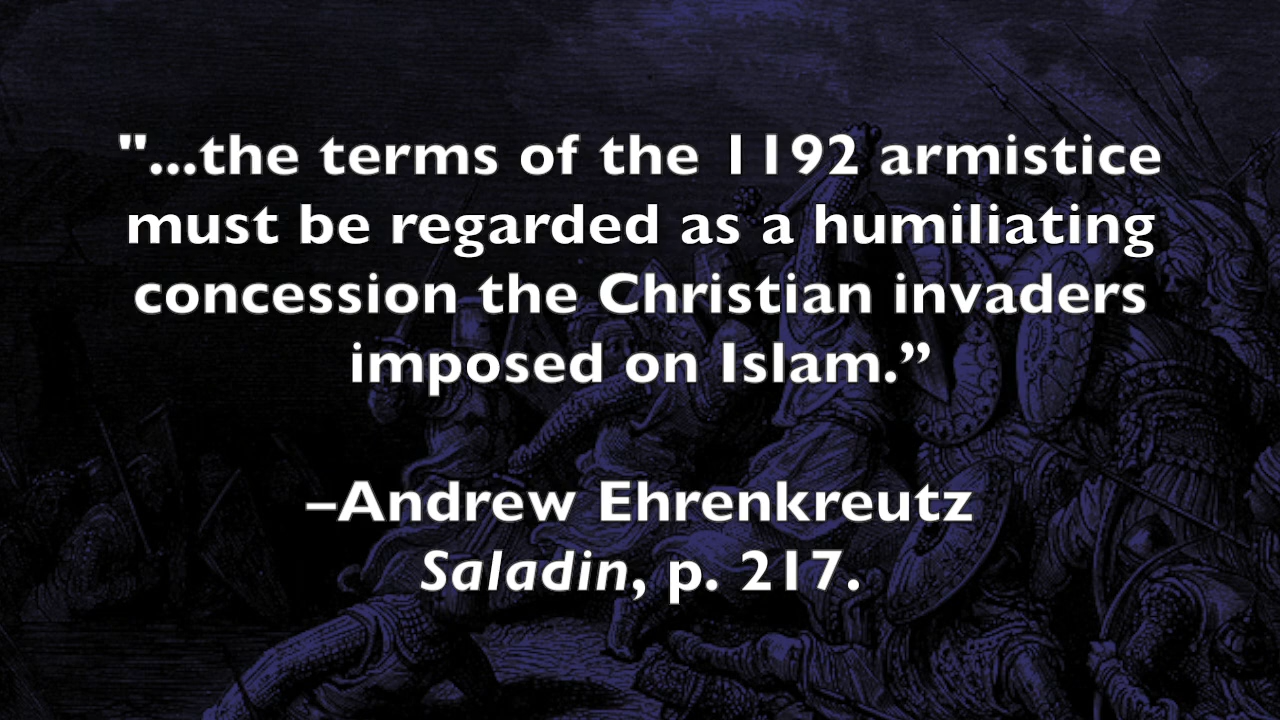 "...the terms of the 1192 armistice
must be regarded as a humiliating
concession the Christian invaders
imposed on Islam.”
–Andrew Ehrenkreutz
Saladin, p. 217.